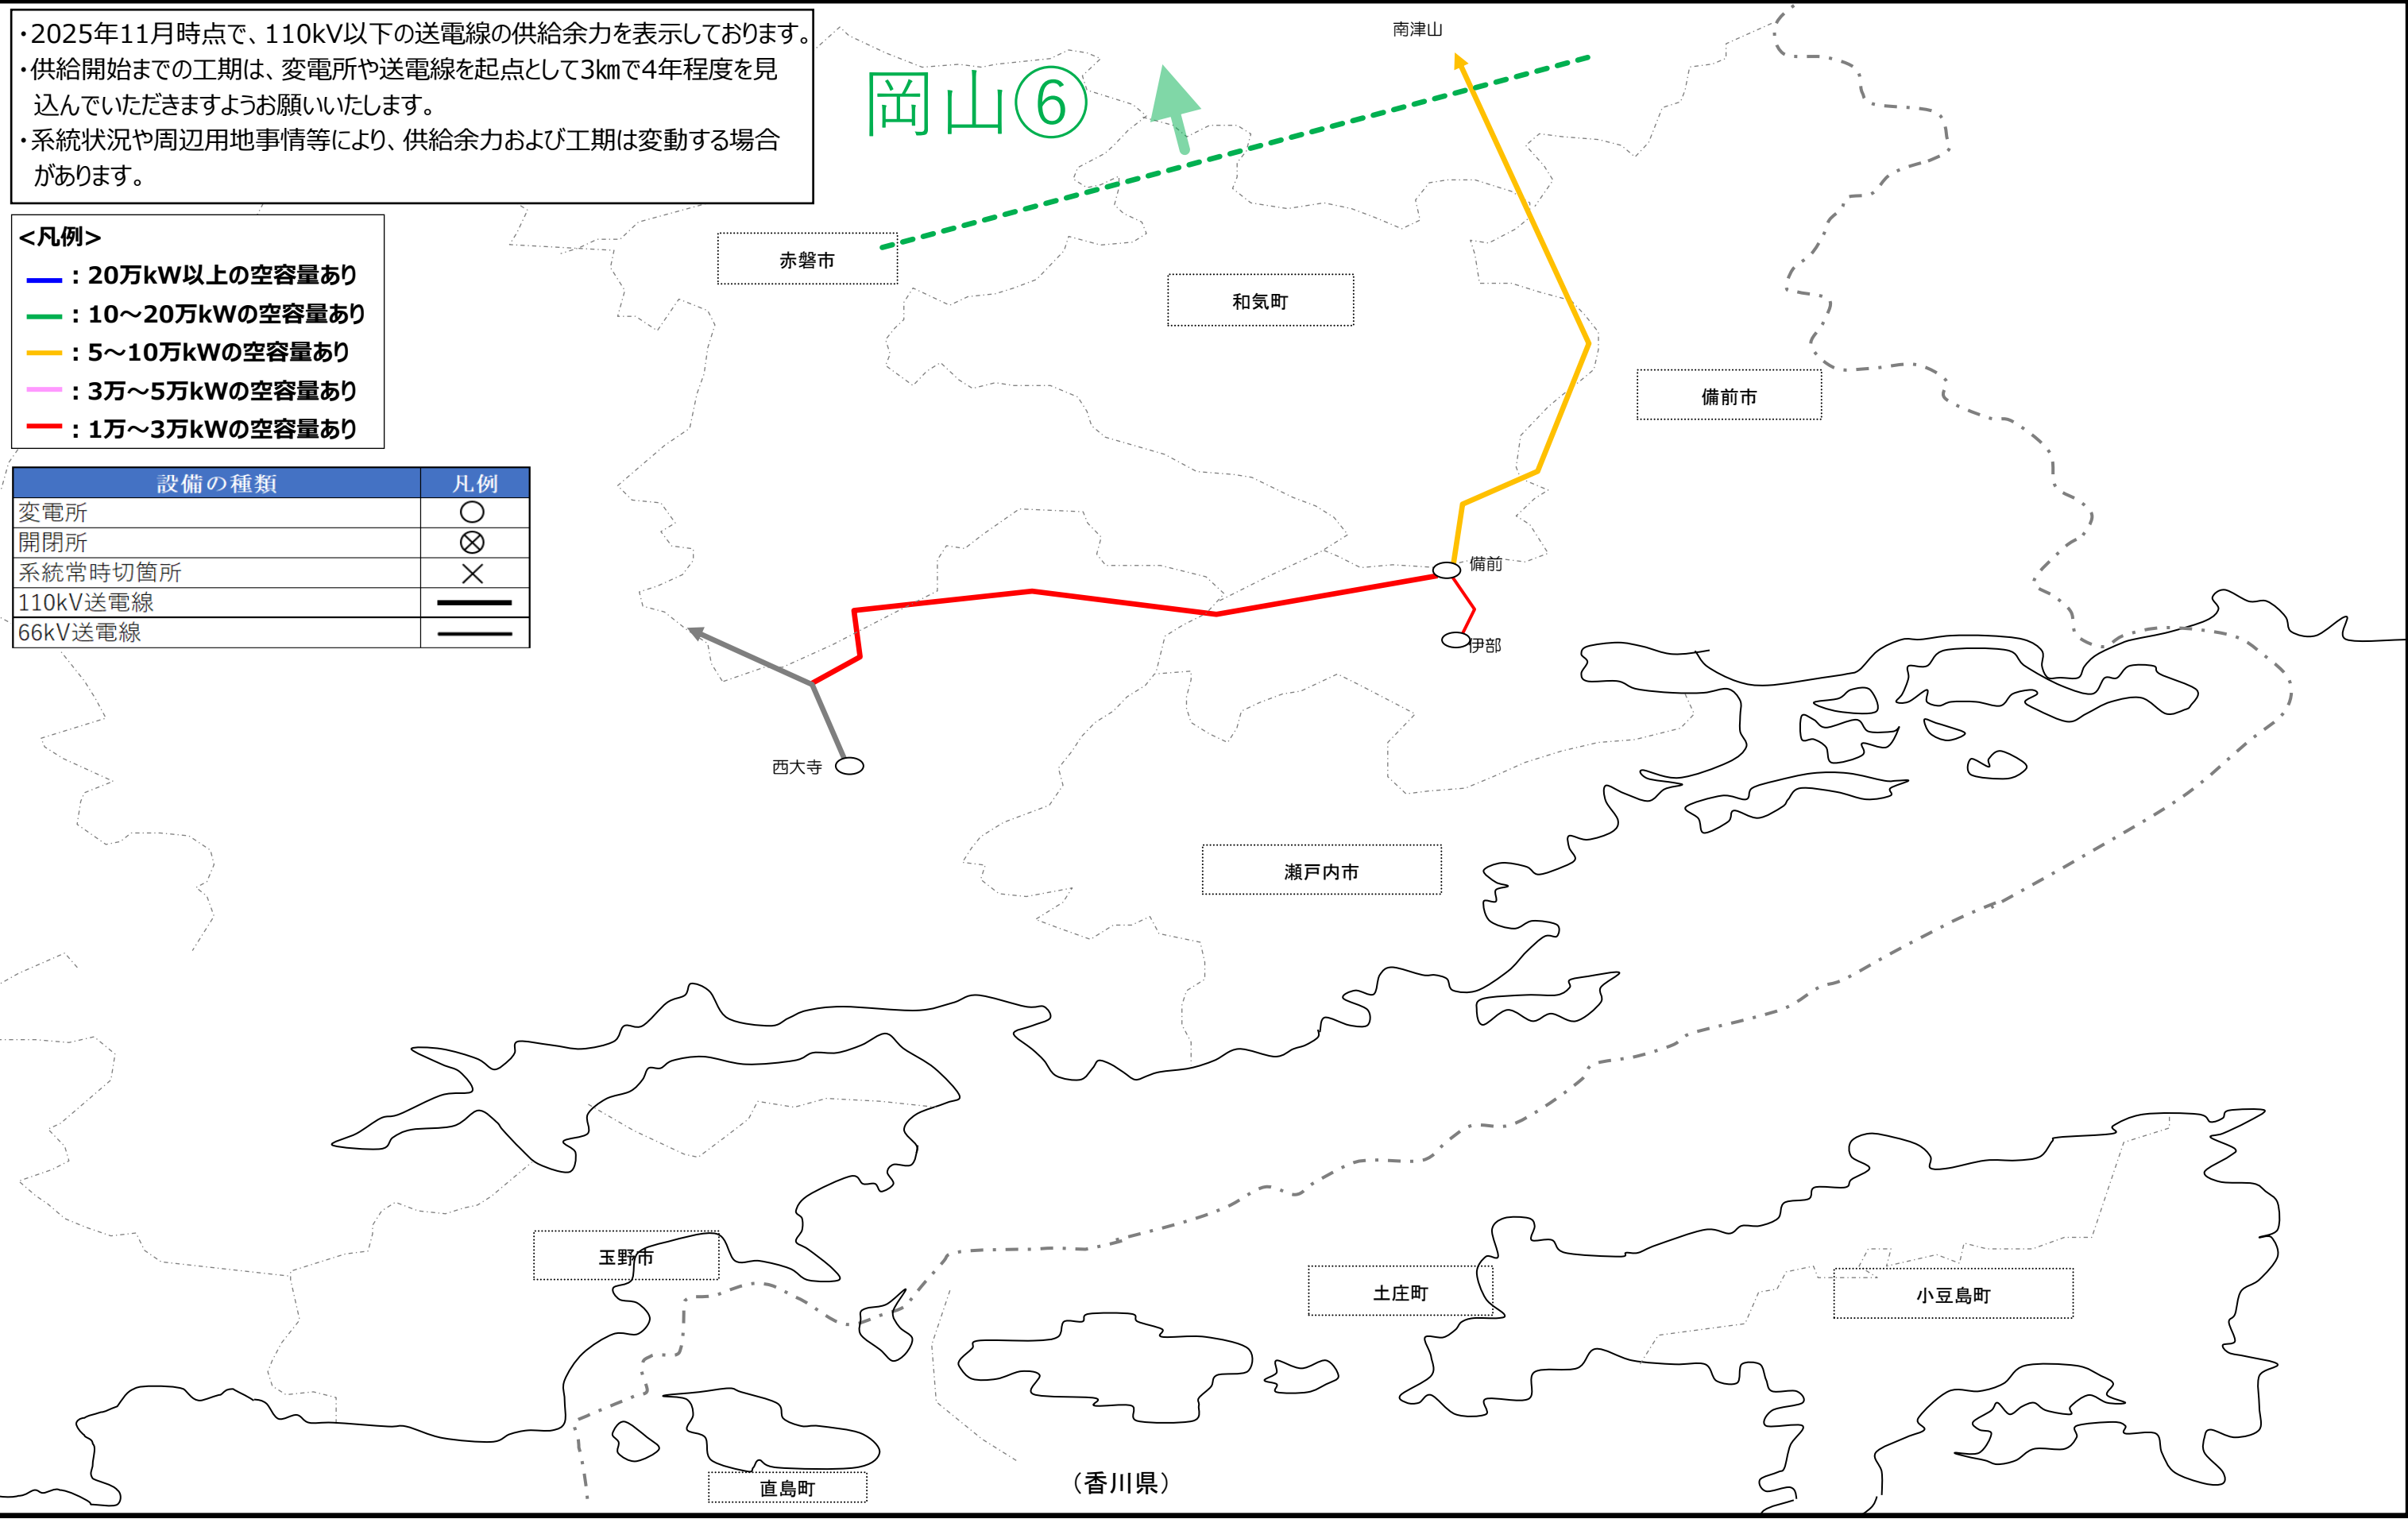 ・2025年11月時点で、110kV以下の送電線の供給余力を表示しております。
・供給開始までの工期は、変電所や送電線を起点として3㎞で4年程度を見
込んでいただきますようお願いいたします。
・系統状況や周辺用地事情等により、供給余力および工期は変動する場合
があります。
岡山⑥
南津山
<凡例>
：20万kW以上の空容量あり
：10～20万kWの空容量あり
：5～10万kWの空容量あり
：3万～5万kWの空容量あり
：1万～3万kWの空容量あり
赤磐市
和気町
備前市
設備の種類 凡例
変電所
開閉所
系統常時切箇所
110kV送電線
66kV送電線
備前
伊部
西大寺
瀬戸内市
玉野市
土庄町
小豆島町
直島町
（香川県）